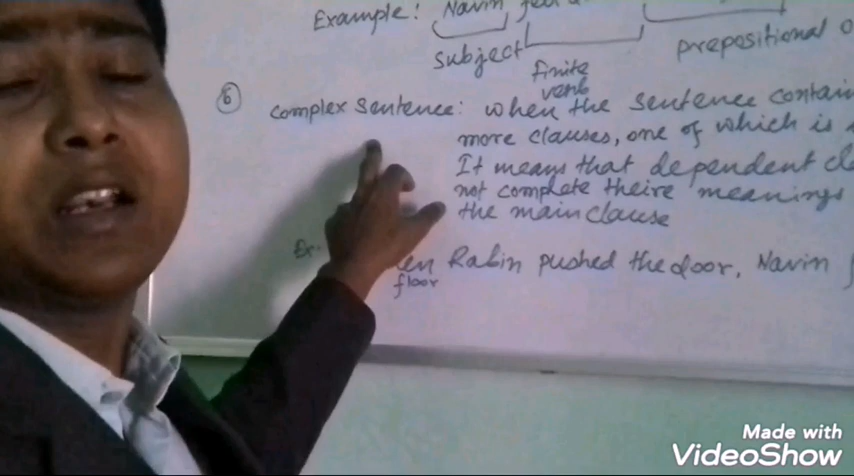 Example: Navin
subject
finite
verb
prepositional
6
complex sentence: when the sentence contain
more clauses, one of which is
It means that dependent
not complete theire meanings
the main clause
Ex-
Rabin pushed the door, Navin
floor
Made with
VideoShow